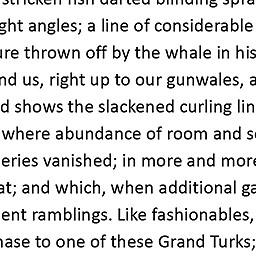 stricken fish darted blinding spra
ght angles; a line of considerable
ure thrown off by the whale in his
nd us, right up to our gunwales, a
d shows the slackened curling lin
where abundance of room and s
eries vanished; in more and more
at; and which, when additional ga
ent ramblings. Like fashionables,
hase to one of these Grand Turks;